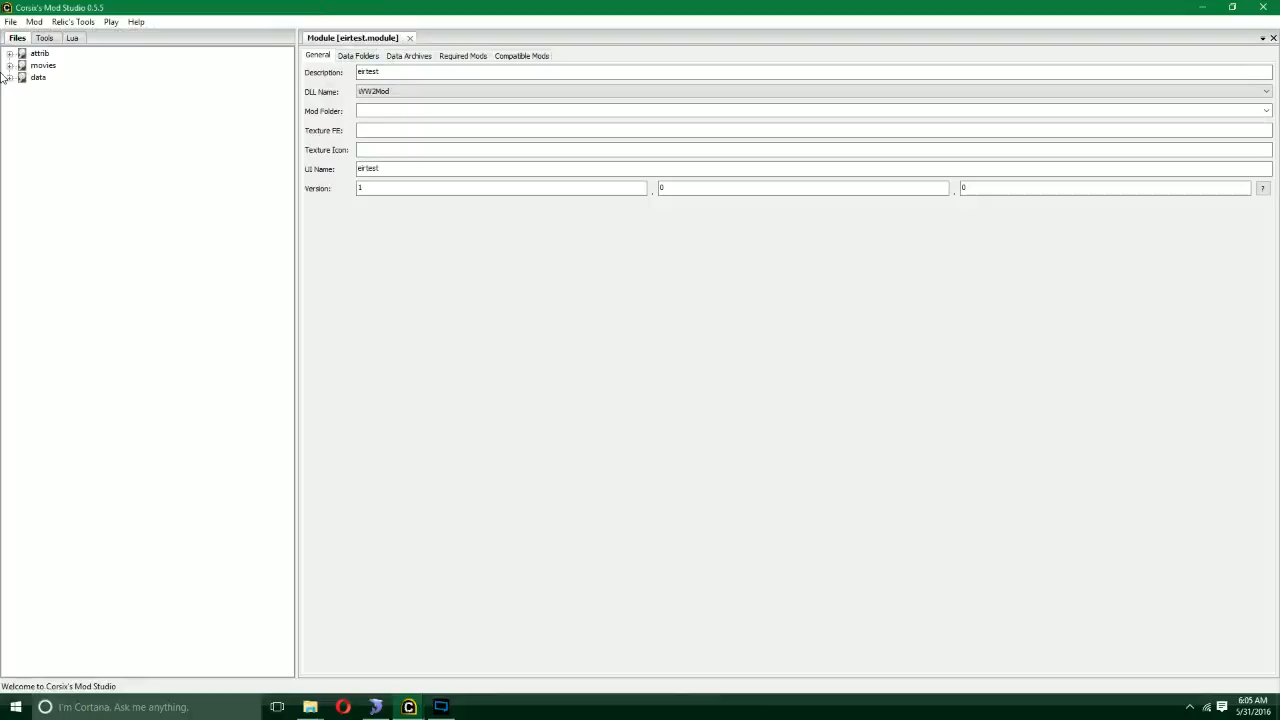 Corsix's Mod Studio 0.5.5
File Mod Relic's Tools Play Help
Files Tools Lua
attrib
movies
data
Module [eirtest.module]
General Data Folders Data Archives Required Mods Compatible Mods
Description: eirtest
DLL Name: WW2Mod
Mod Folder:
Texture FE:
Texture Icon:
UI Name: eirtest
Version: 1 . 0 . 0 ?
Welcome to Corsix's Mod Studio
I'm Cortana. Ask me anything.
6:05 AM
5/31/2016